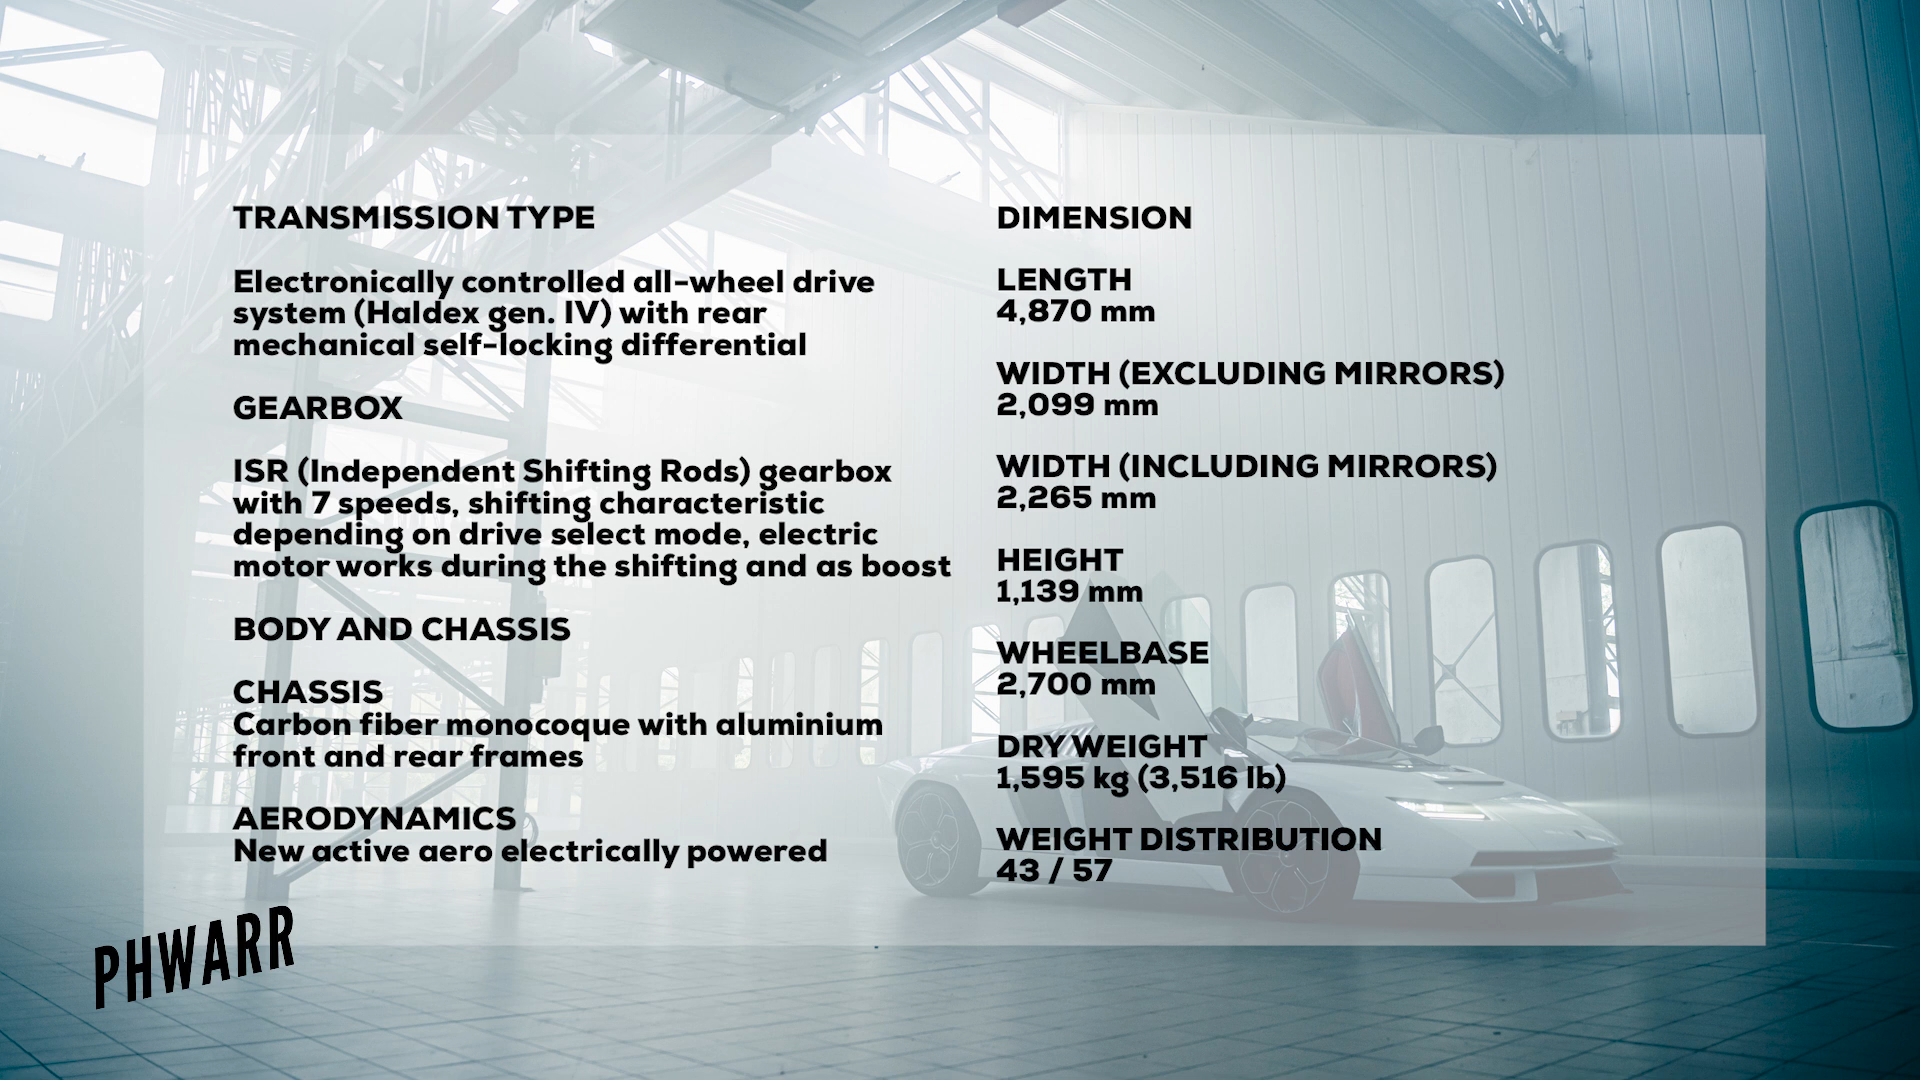 TRANSMISSION TYPE
Electronically controlled all-wheel drive
system (Haldex gen. IV) with rear
mechanical self-locking differential
GEARBOX
ISR (Independent Shifting Rods) gearbox
with 7 speeds, shifting characteristic
depending on drive select mode, electric
motor works during the shifting and as boost
BODY AND CHASSIS
CHASSIS
Carbon fiber monocoque with aluminium
front and rear frames
AERODYNAMICS
New active aero electrically powered
DIMENSION
LENGTH
4,870 mm
WIDTH (EXCLUDING MIRRORS)
2,099 mm
WIDTH (INCLUDING MIRRORS)
2,265 mm
HEIGHT
1,139 mm
WHEELBASE
2,700 mm
DRY WEIGHT
1,595 kg (3,516 lb)
WEIGHT DISTRIBUTION
43 / 57
PHWARR